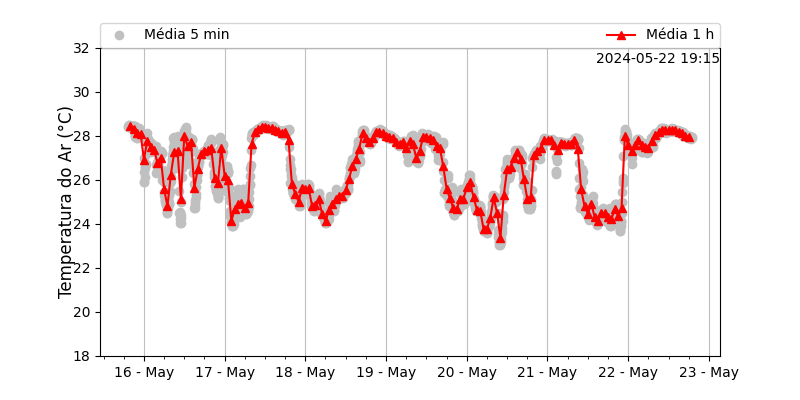 Média 5 min
Média 1 h
2024-05-22 19:15
Temperatura do Ar (°C)
32
30
28
26
24
22
20
18
16 - May
17 - May
18 - May
19 - May
20 - May
21 - May
22 - May
23 - May